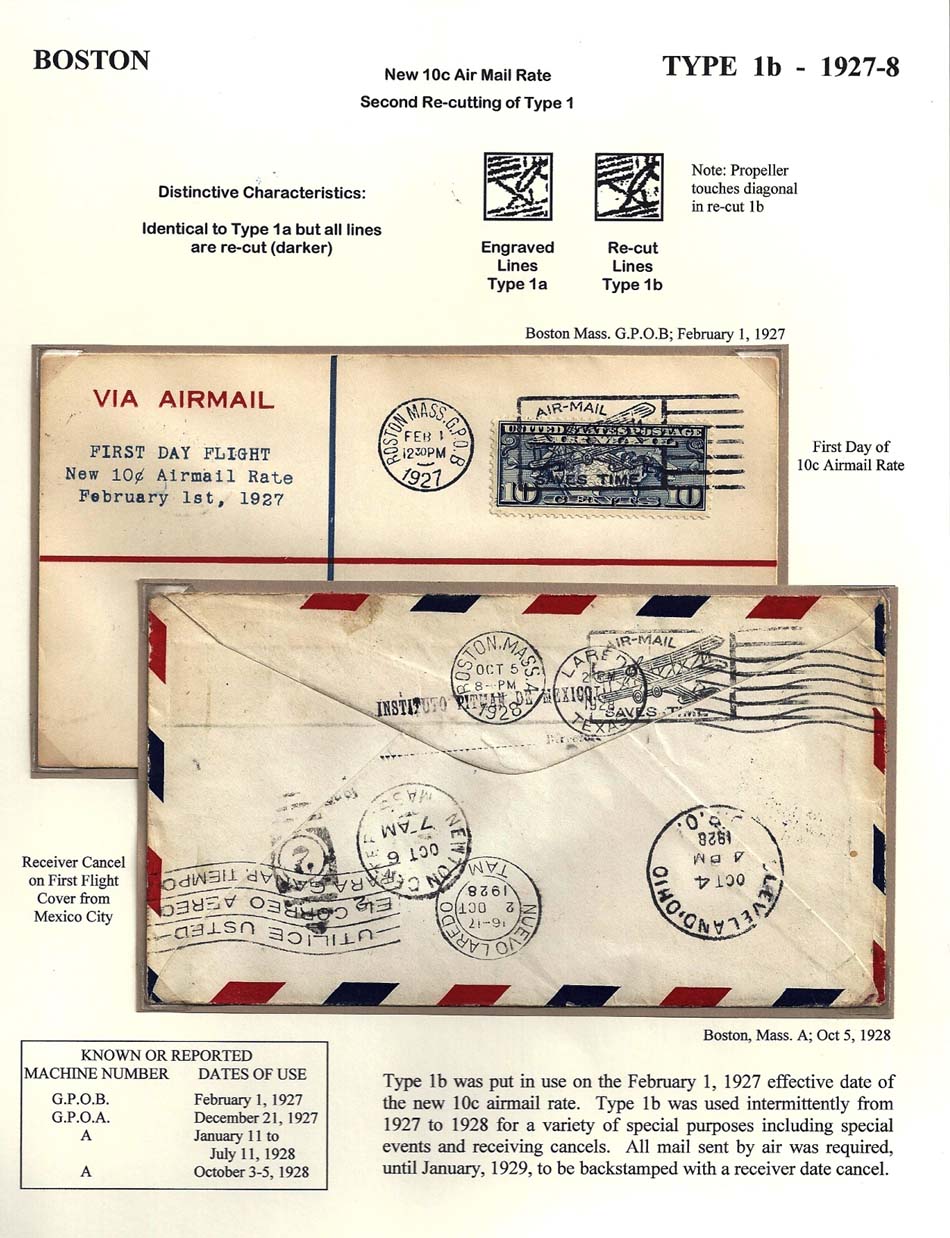 BOSTON
New 10c Air Mail Rate
TYPE 1b - 1927-8
Second Re-cutting of Type 1
Distinctive Characteristics:
Identical to Type 1a but all lines
are re-cut (darker)
Engraved
Lines
Type 1a
Re-cut
Lines
Type 1b
Note: Propeller
touches diagonal
in re-cut 1b
Boston Mass. G.P.O.B; February 1, 1927
VIA AIRMAIL
FIRST DAY FLIGHT
New 10¢ Airmail Rate
February 1st, 1927
BOSTON MASS. G.P.O.B
FEB 1
1230PM
1927
AIR-MAIL
UNITED STATES POSTAGE
SAVES TIME
10 CENTS 10
First Day of
10c Airmail Rate
BOSTON, MASS. A
OCT 5
8-PM
1928
LAREDO
1928
TEXAS
AIR-MAIL
SAVES TIME
INSTITUTO PITMAN DE MEXICO
Director
NEWTON CENTRE
MASS
OCT 6
7 AM
CLEVELAND, OHIO
OCT 4
4 PM
1928
NUEVO LAREDO
TAM
16-17
2 OCT
1928
UTILICE USTED
EL CORREO AEREO
PARA GANAR TIEMPO
Receiver Cancel
on First Flight
Cover from
Mexico City
Boston, Mass. A; Oct 5, 1928
KNOWN OR REPORTED
MACHINE NUMBER DATES OF USE
G.P.O.B. February 1, 1927
G.P.O.A. December 21, 1927
A January 11 to
July 11, 1928
A October 3-5, 1928
Type 1b was put in use on the February 1, 1927 effective date of
the new 10c airmail rate. Type 1b was used intermittently from
1927 to 1928 for a variety of special purposes including special
events and receiving cancels. All mail sent by air was required,
until January, 1929, to be backstamped with a receiver date cancel.